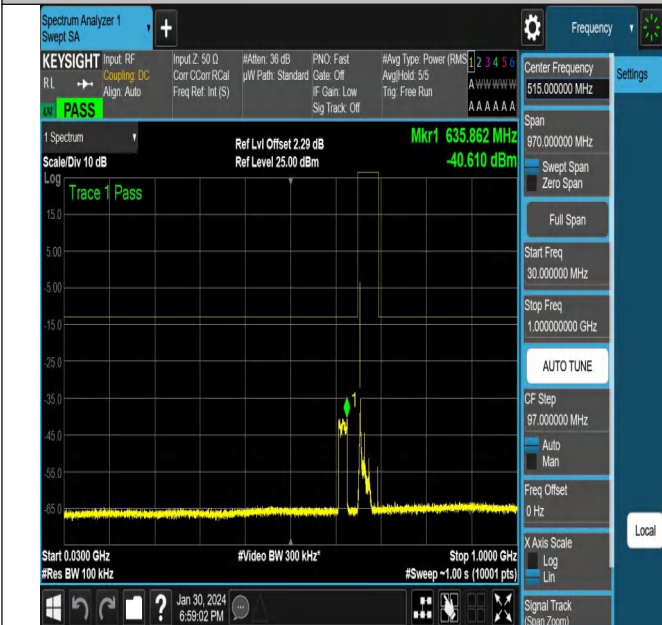 Spectrum Analyzer 1
Swept SA
Frequency
KEYSIGHT
RL
PASS
Input: RF
Coupling: DC
Align: Auto
Input Z: 50 Ω
Corr CCorr RCal
Freq Ref: Int (S)
#Atten: 36 dB
µW Path: Standard
PNO: Fast
Gate: Off
IF Gain: Low
Sig Track: Off
#Avg Type: Power (RMS
Avg|Hold: 5/5
Trig: Free Run
1 2 3 4 5 6
A W W W W W
A A A A A A
1 Spectrum
Scale/Div 10 dB
Log
Ref Lvl Offset 2.29 dB
Ref Level 25.00 dBm
Mkr1 635.862 MHz
-40.610 dBm
Trace 1 Pass
15.0
5.00
-5.00
-15.0
-25.0
-35.0
-45.0
-55.0
-65.0
1
Start 0.0300 GHz
#Res BW 100 kHz
#Video BW 300 kHz*
Stop 1.0000 GHz
#Sweep ~1.00 s (10001 pts)
Jan 30, 2024
6:59:02 PM
?
Center Frequency
515.000000 MHz
Settings
Span
970.000000 MHz
Swept Span
Zero Span
Full Span
Start Freq
30.000000 MHz
Stop Freq
1.000000000 GHz
AUTO TUNE
CF Step
97.000000 MHz
Auto
Man
Freq Offset
0 Hz
X Axis Scale
Log
Lin
Local
Signal Track
(Span Zoom)